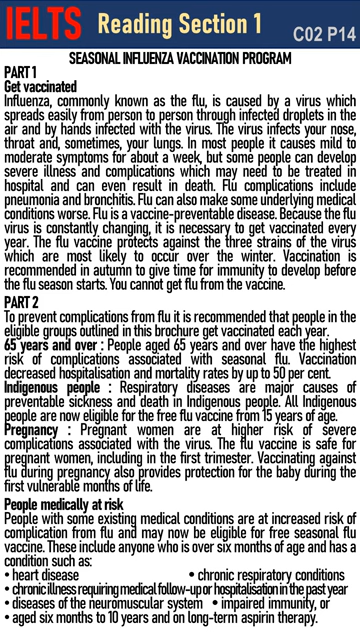 IELTS Reading Section 1 C02 P14
SEASONAL INFLUENZA VACCINATION PROGRAM
PART 1
Get vaccinated
Influenza, commonly known as the flu, is caused by a virus which
spreads easily from person to person through infected droplets in the
air and by hands infected with the virus. The virus infects your nose,
throat and, sometimes, your lungs. In most people it causes mild to
moderate symptoms for about a week, but some people can develop
severe illness and complications which may need to be treated in
hospital and can even result in death. Flu complications include
pneumonia and bronchitis. Flu can also make some underlying medical
conditions worse. Flu is a vaccine-preventable disease. Because the flu
virus is constantly changing, it is necessary to get vaccinated every
year. The flu vaccine protects against the three strains of the virus
which are most likely to occur over the winter. Vaccination is
recommended in autumn to give time for immunity to develop before
the flu season starts. You cannot get flu from the vaccine.
PART 2
To prevent complications from flu it is recommended that people in the
eligible groups outlined in this brochure get vaccinated each year.
65 years and over : People aged 65 years and over have the highest
risk of complications associated with seasonal flu. Vaccination
decreased hospitalisation and mortality rates by up to 50 per cent.
Indigenous people : Respiratory diseases are major causes of
preventable sickness and death in Indigenous people. All Indigenous
people are now eligible for the free flu vaccine from 15 years of age.
Pregnancy : Pregnant women are at higher risk of severe
complications associated with the virus. The flu vaccine is safe for
pregnant women, including in the first trimester. Vaccinating against
flu during pregnancy also provides protection for the baby during the
first vulnerable months of life.
People medically at risk
People with some existing medical conditions are at increased risk of
complication from flu and may now be eligible for free seasonal flu
vaccine. These include anyone who is over six months of age and has a
condition such as:
• heart disease • chronic respiratory conditions
• chronic illness requiring medical follow-up or hospitalisation in the past year
• diseases of the neuromuscular system • impaired immunity, or
• aged six months to 10 years and on long-term aspirin therapy.